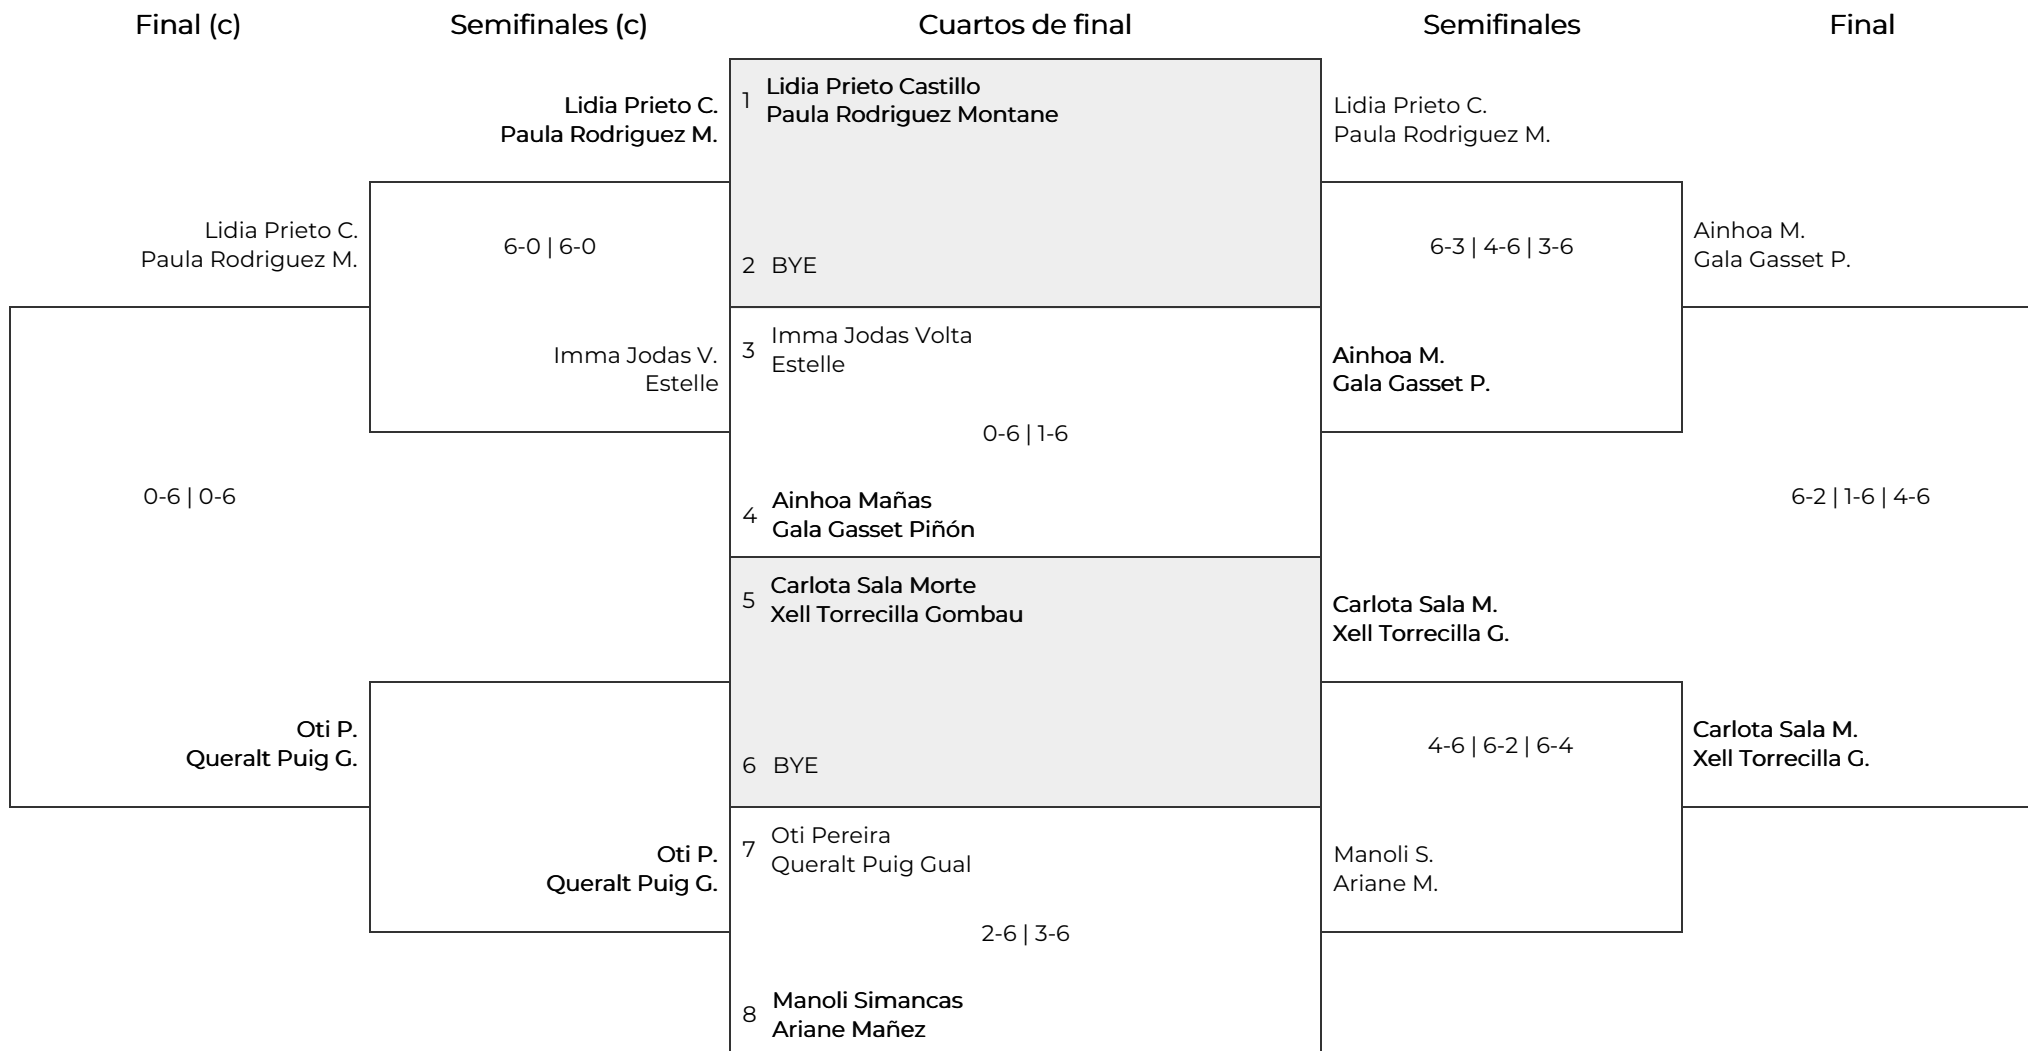 Final (c)
Semifinales (c)
Cuartos de final
Semifinales
Final
Lidia Prieto C.
Paula Rodriguez M.
1
Lidia Prieto Castillo
Paula Rodriguez Montane
Lidia Prieto C.
Paula Rodriguez M.
Lidia Prieto C.
Paula Rodriguez M.
6-0 | 6-0
2 BYE
6-3 | 4-6 | 3-6
Ainhoa M.
Gala Gasset P.
Imma Jodas V.
Estelle
3
Imma Jodas Volta
Estelle
Ainhoa M.
Gala Gasset P.
0-6 | 1-6
0-6 | 0-6
4
Ainhoa Mañas
Gala Gasset Piñón
6-2 | 1-6 | 4-6
5
Carlota Sala Morte
Xell Torrecilla Gombau
Carlota Sala M.
Xell Torrecilla G.
Oti P.
Queralt Puig G.
6 BYE
4-6 | 6-2 | 6-4
Carlota Sala M.
Xell Torrecilla G.
Oti P.
Queralt Puig G.
7
Oti Pereira
Queralt Puig Gual
Manoli S.
Ariane M.
2-6 | 3-6
8
Manoli Simancas
Ariane Mañez